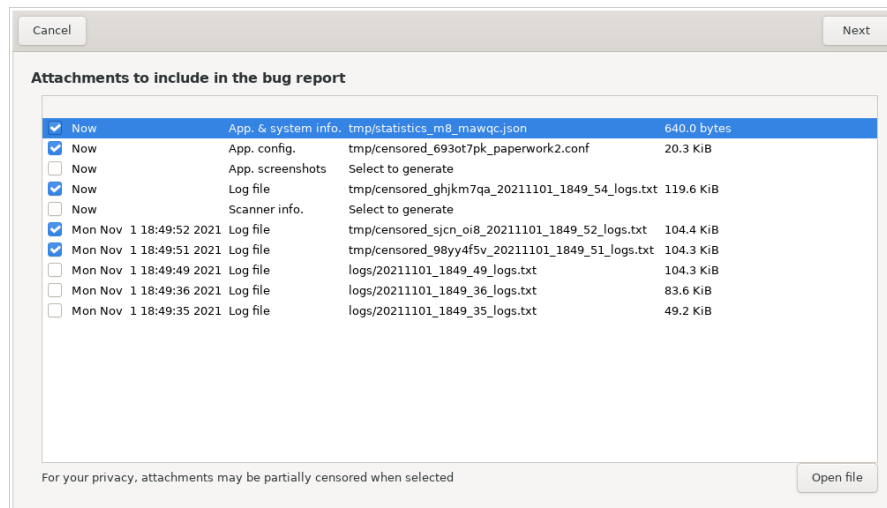 Cancel Next
Attachments to include in the bug report
Now App. & system info. tmp/statistics_m8_mawqc.json 640.0 bytes
Now App. config. tmp/censored_693ot7pk_paperwork2.conf 20.3 KiB
Now App. screenshots Select to generate
Now Log file tmp/censored_ghjkm7qa_20211101_1849_54_logs.txt 119.6 KiB
Now Scanner info. Select to generate
Mon Nov 1 18:49:52 2021 Log file tmp/censored_sjcn_oi8_20211101_1849_52_logs.txt 104.4 KiB
Mon Nov 1 18:49:51 2021 Log file tmp/censored_98yy4f5v_20211101_1849_51_logs.txt 104.3 KiB
Mon Nov 1 18:49:49 2021 Log file logs/20211101_1849_49_logs.txt 104.3 KiB
Mon Nov 1 18:49:36 2021 Log file logs/20211101_1849_36_logs.txt 83.6 KiB
Mon Nov 1 18:49:35 2021 Log file logs/20211101_1849_35_logs.txt 49.2 KiB
For your privacy, attachments may be partially censored when selected Open file